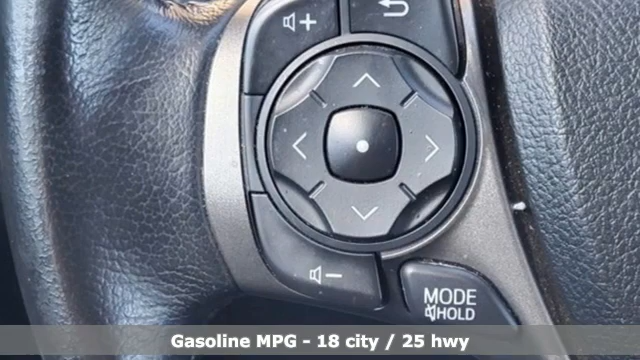 +
–
MODE
HOLD
Gasoline MPG - 18 city / 25 hwy